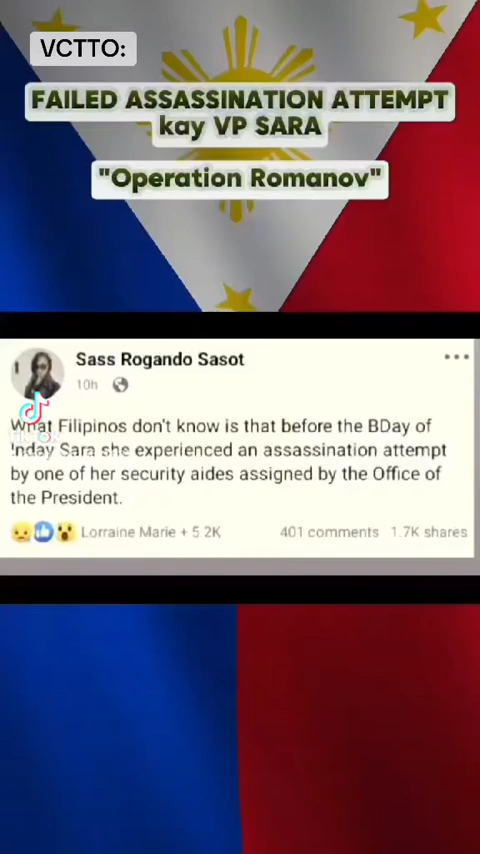 VCTTO:
FAILED ASSASSINATION ATTEMPT
kay VP SARA
"Operation Romanov"
Sass Rogando Sasot
10h
What Filipinos don't know is that before the BDay of
Inday Sara she experienced an assassination attempt
by one of her security aides assigned by the Office of
the President.
Lorraine Marie + 5.2K 401 comments 1.7K shares
TikTok